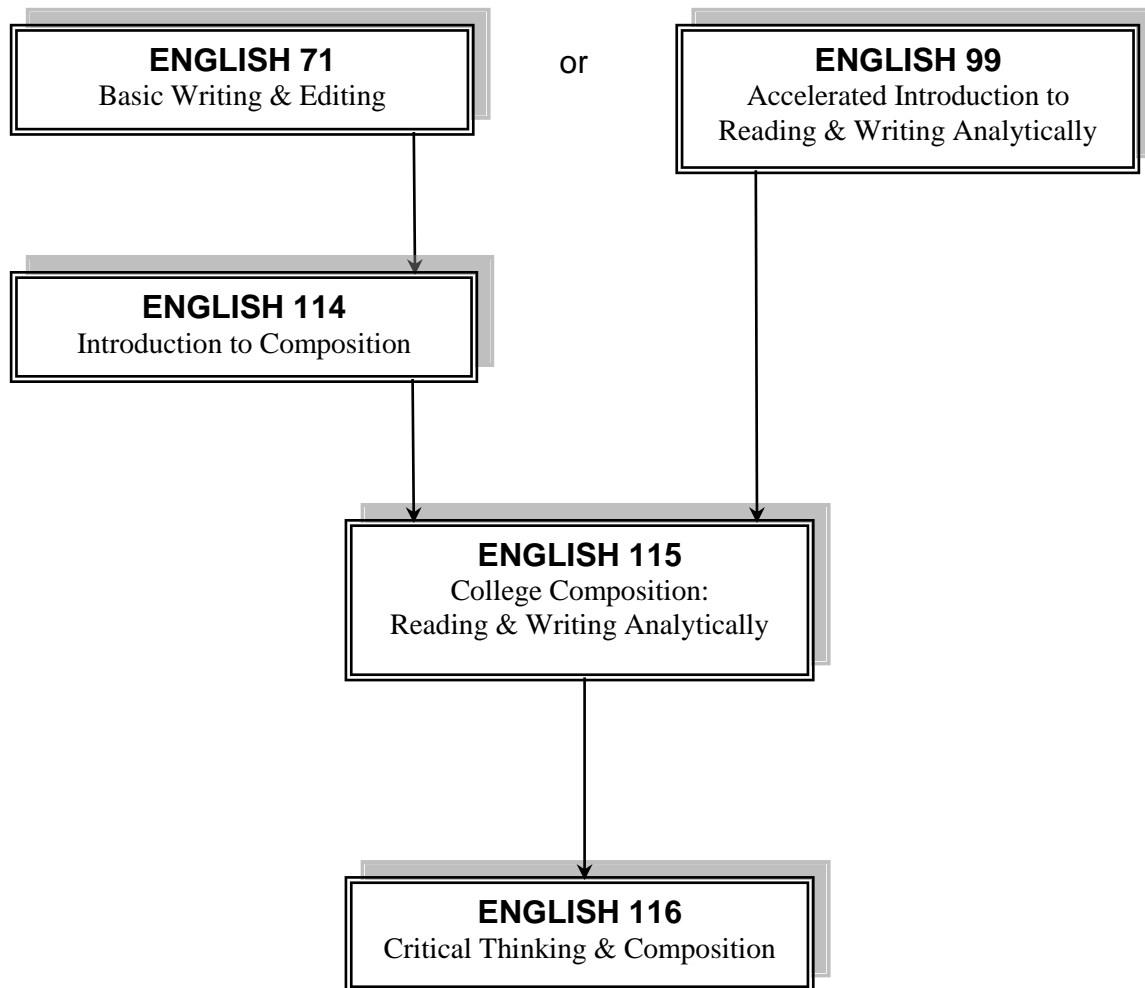 ENGLISH 71
Basic Writing & Editing
or
ENGLISH 99
Accelerated Introduction to
Reading & Writing Analytically
ENGLISH 114
Introduction to Composition
ENGLISH 115
College Composition:
Reading & Writing Analytically
ENGLISH 116
Critical Thinking & Composition